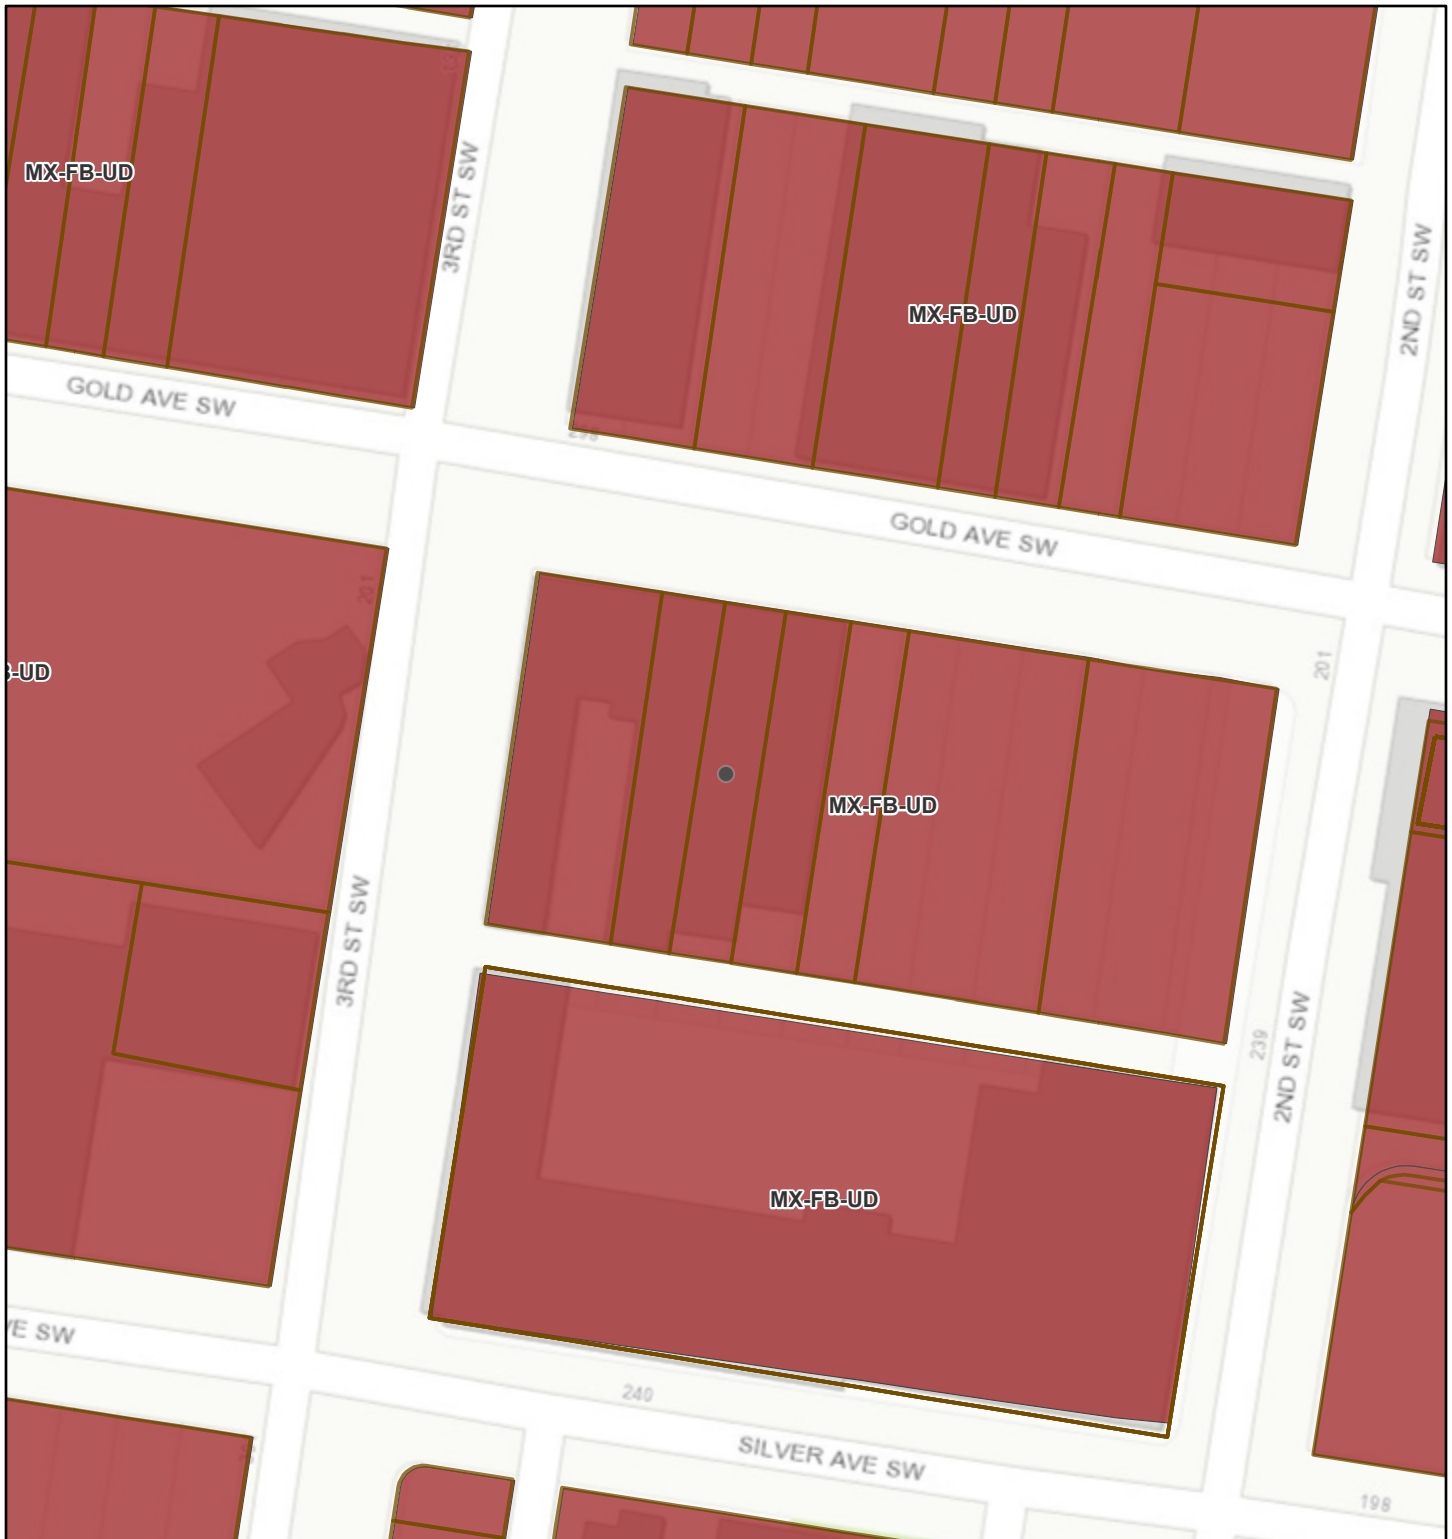 MX-FB-UD
3RD ST SW
2ND ST SW
MX-FB-UD
GOLD AVE SW
298
GOLD AVE SW
201
201
B-UD
MX-FB-UD
3RD ST SW
239
2ND ST SW
MX-FB-UD
VE SW
240
SILVER AVE SW
198